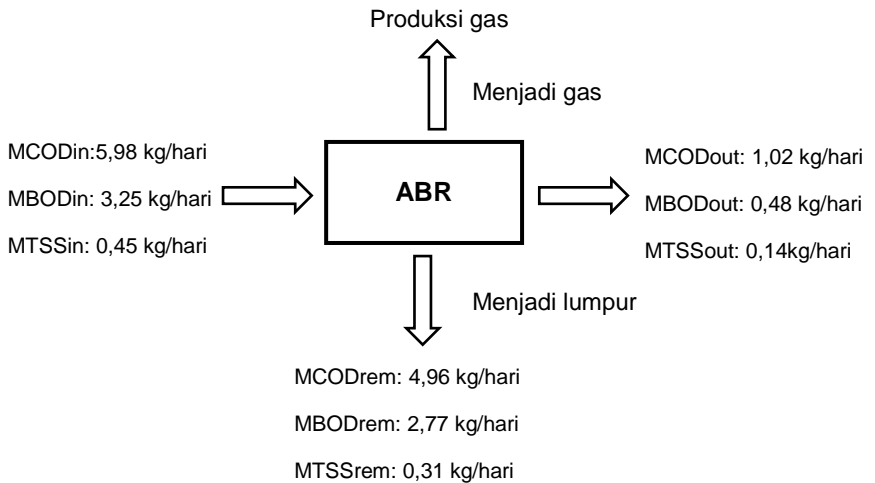 Produksi gas
Menjadi gas
MCODin:5,98 kg/hari
MBODin: 3,25 kg/hari
MTSSin: 0,45 kg/hari
ABR
MCODout: 1,02 kg/hari
MBODout: 0,48 kg/hari
MTSSout: 0,14kg/hari
Menjadi lumpur
MCODrem: 4,96 kg/hari
MBODrem: 2,77 kg/hari
MTSSrem: 0,31 kg/hari